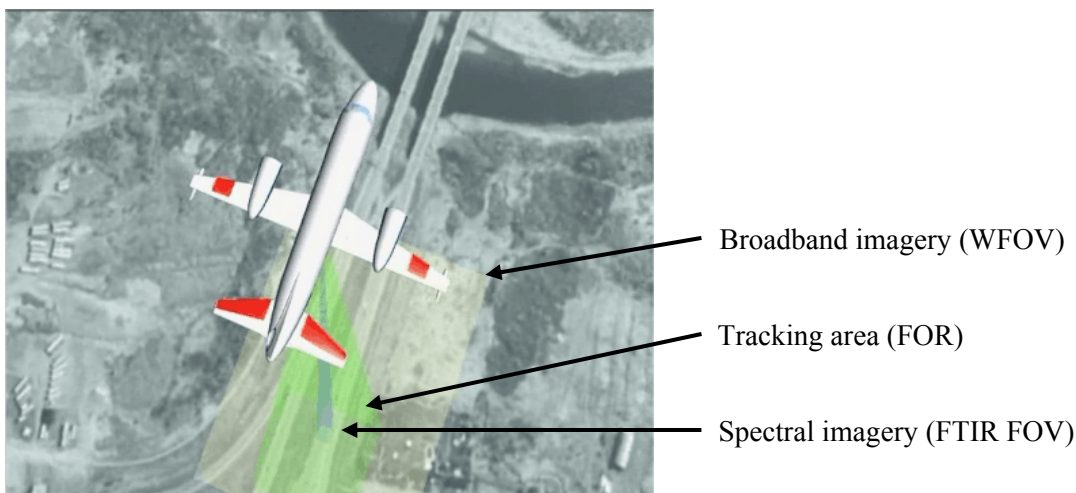 Broadband imagery (WFOV)
Tracking area (FOR)
Spectral imagery (FTIR FOV)